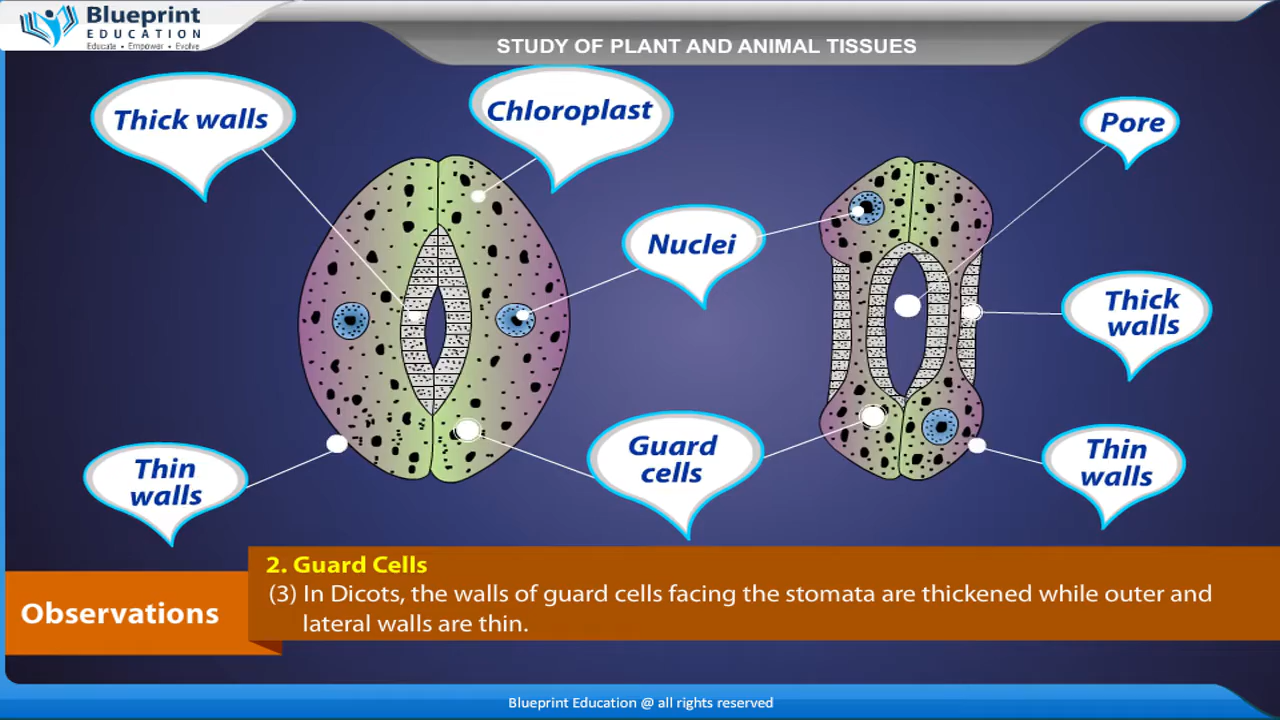 Blueprint
EDUCATION
Educate • Empower • Evolve
STUDY OF PLANT AND ANIMAL TISSUES
Thick walls
Chloroplast
Pore
Nuclei
Thick
walls
Guard
cells
Thin
walls
Thin
walls
2. Guard Cells
Observations
(3) In Dicots, the walls of guard cells facing the stomata are thickened while outer and
lateral walls are thin.
Blueprint Education @ all rights reserved